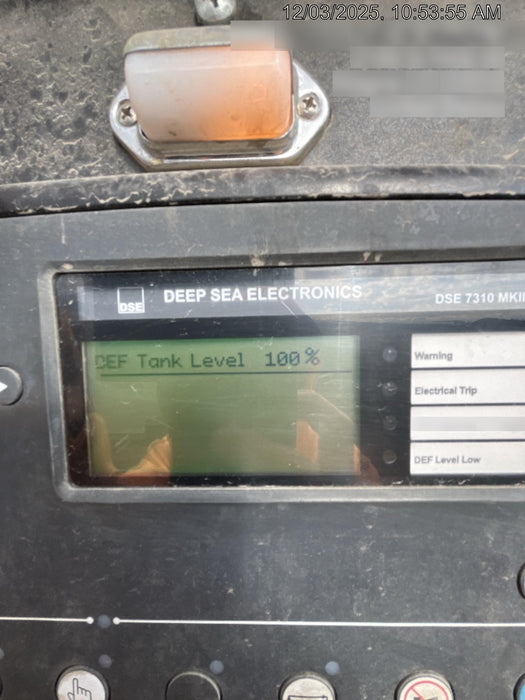 12/03/2025, 10:53:55 AM
DSE
DEEP SEA ELECTRONICS
DSE 7310 MKII
DEF Tank Level 100%
Warning
Electrical Trip
DEF Level Low